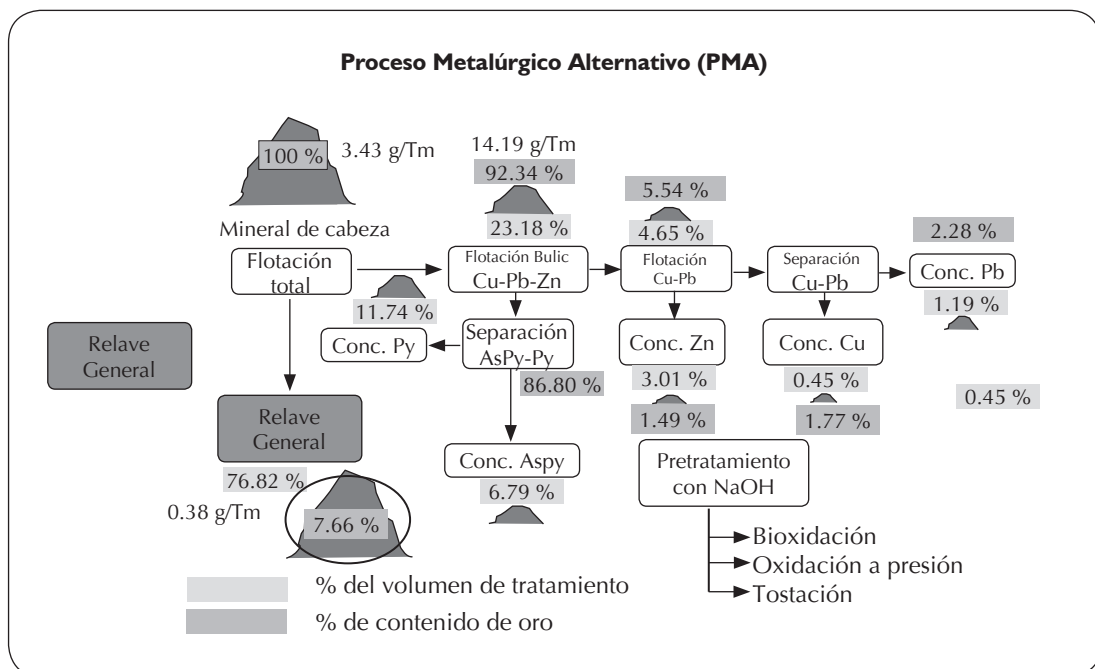 Proceso Metalúrgico Alternativo (PMA)
100 %
3.43 g/Tm
Mineral de cabeza
14.19 g/Tm
92.34 %
23.18 %
5.54 %
4.65 %
2.28 %
Flotación
total
11.74 %
Flotación Bulic
Cu-Pb-Zn
Flotación
Cu-Pb
Separación
Cu-Pb
Conc. Pb
1.19 %
Relave
General
Conc. Py
Separación
AsPy-Py
86.80 %
Conc. Zn
3.01 %
1.49 %
Conc. Cu
0.45 %
1.77 %
0.45 %
Relave
General
76.82 %
0.38 g/Tm
7.66 %
Conc. Aspy
6.79 %
Pretratamiento
con NaOH
Bioxidación
Oxidación a presión
Tostación
% del volumen de tratamiento
% de contenido de oro